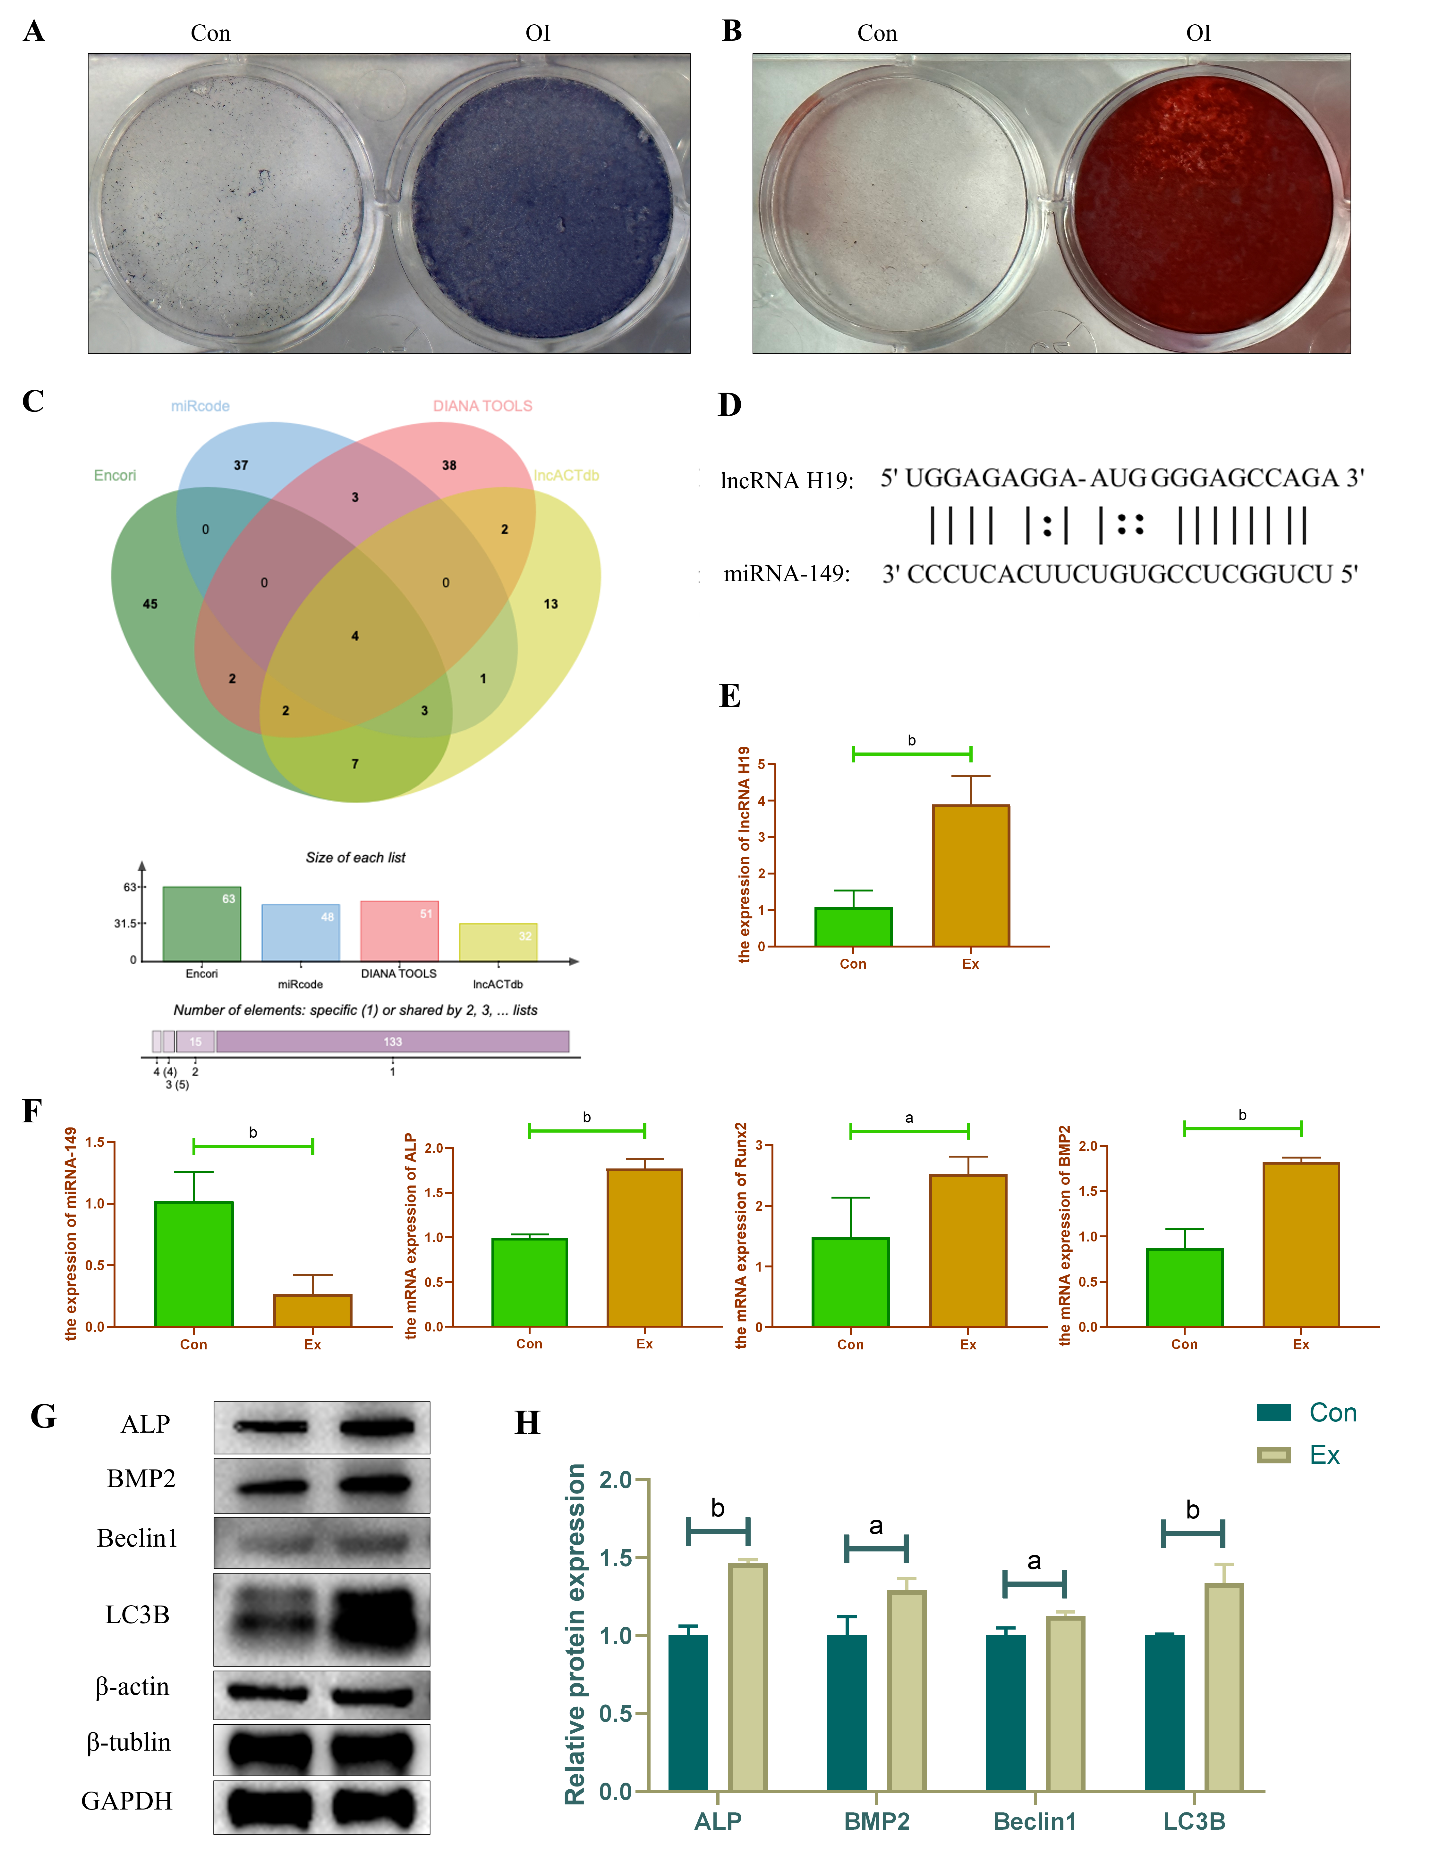 A
Con
OI
B
Con
OI
C
miRcode
DIANA TOOLS
Encori
lncACTdb
37
38
3
0
2
0
0
45
13
4
2
1
2
3
7
Size of each list
63
31.5
0
63
48
51
32
Encori
miRcode
DIANA TOOLS
lncACTdb
Number of elements: specific (1) or shared by 2, 3, ... lists
15
133
4 (4)
3 (5)
2
1
D
lncRNA H19: 5' UGGAGAGGA-AUGGGGAGCCAGA 3'
miRNA-149: 3' CCCUCACUUCUGUGCCUCGGUCU 5'
E
the expression of lncRNA H19
5
4
3
2
1
0
b
Con
Ex
F
the expression of miRNA-149
1.5
1.0
0.5
0.0
b
Con
Ex
the mRNA expression of ALP
2.0
1.5
1.0
0.5
0.0
b
Con
Ex
the mRNA expression of Runx2
3
2
1
0
a
Con
Ex
the mRNA expression of BMP2
2.0
1.5
1.0
0.5
0.0
b
Con
Ex
G
ALP
BMP2
Beclin1
LC3B
β-actin
β-tublin
GAPDH
H
Con
Ex
Relative protein expression
2.0
1.5
1.0
0.5
0.0
b
a
a
b
ALP
BMP2
Beclin1
LC3B